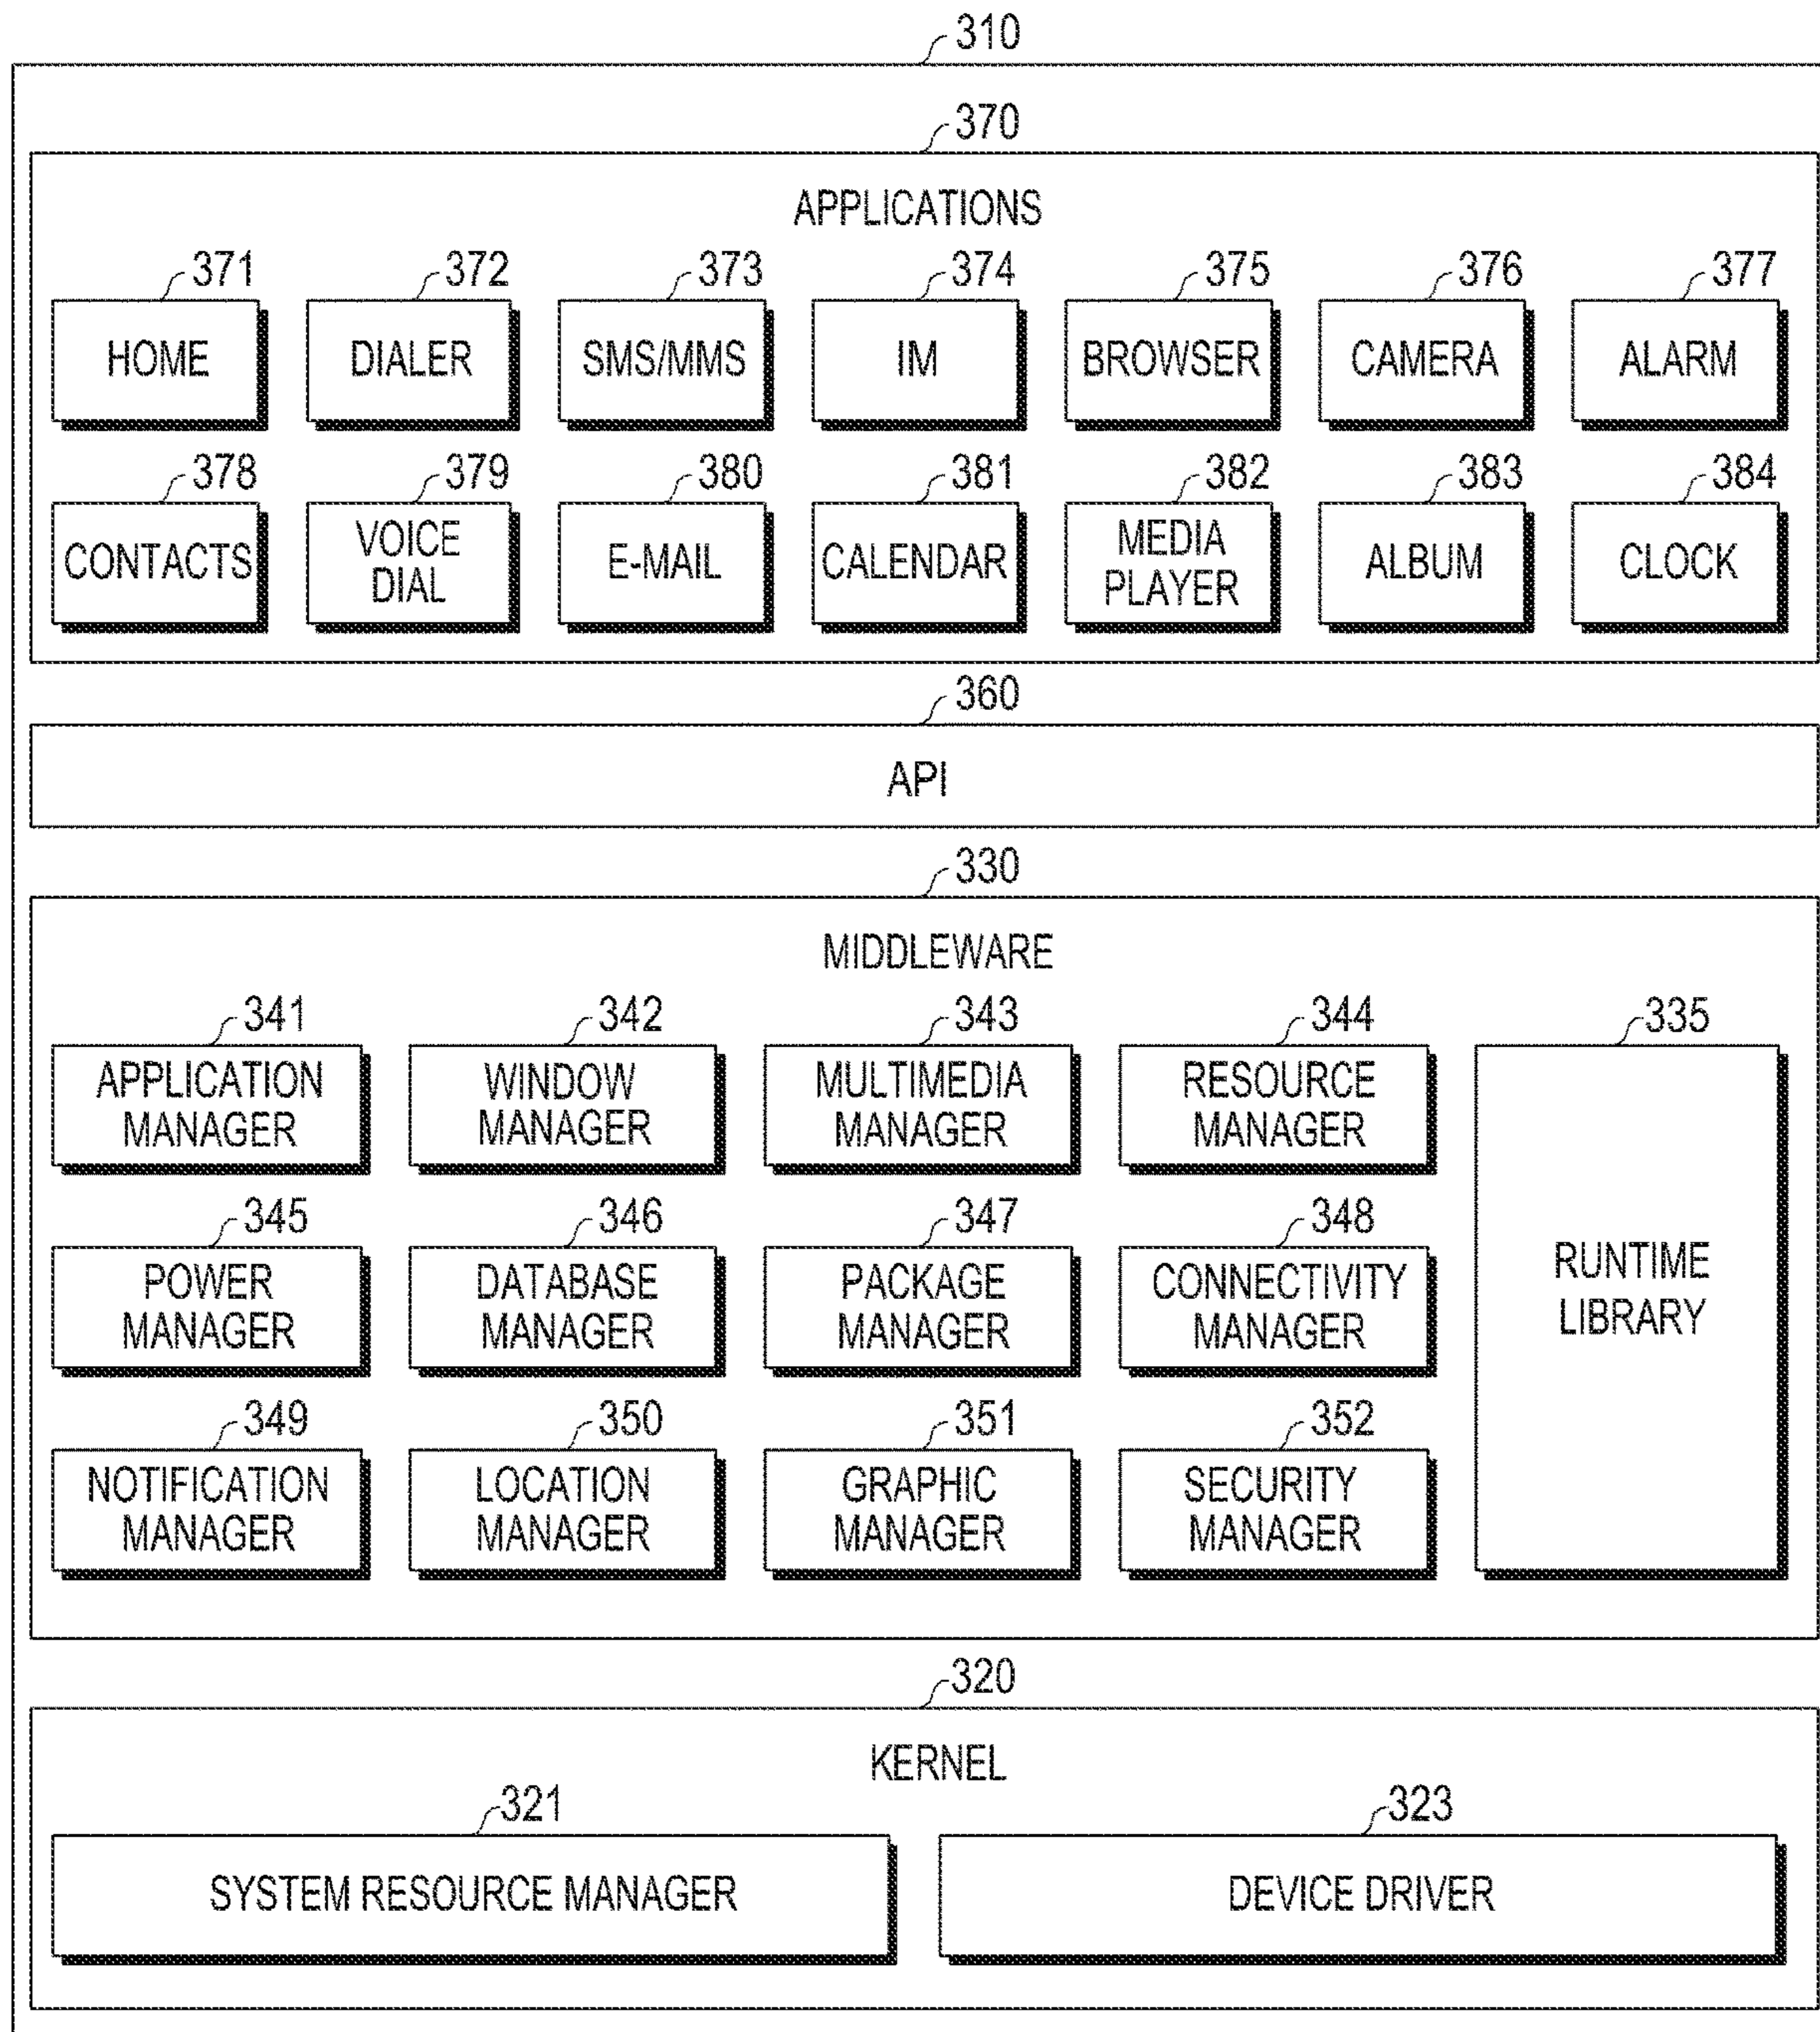 310
370
APPLICATIONS
371 372 373 374 375 376 377
HOME DIALER SMS/MMS IM BROWSER CAMERA ALARM
378 379 380 381 382 383 384
CONTACTS
VOICE
DIAL
E-MAIL
CALENDAR
MEDIA
PLAYER
ALBUM
CLOCK
360
API
330
MIDDLEWARE
341 342 343 344 335
APPLICATION
MANAGER
WINDOW
MANAGER
MULTIMEDIA
MANAGER
RESOURCE
MANAGER
345 346 347 348
POWER
MANAGER
DATABASE
MANAGER
PACKAGE
MANAGER
CONNECTIVITY
MANAGER
RUNTIME
LIBRARY
349 350 351 352
NOTIFICATION
MANAGER
LOCATION
MANAGER
GRAPHIC
MANAGER
SECURITY
MANAGER
320
KERNEL
321 323
SYSTEM RESOURCE MANAGER
DEVICE DRIVER